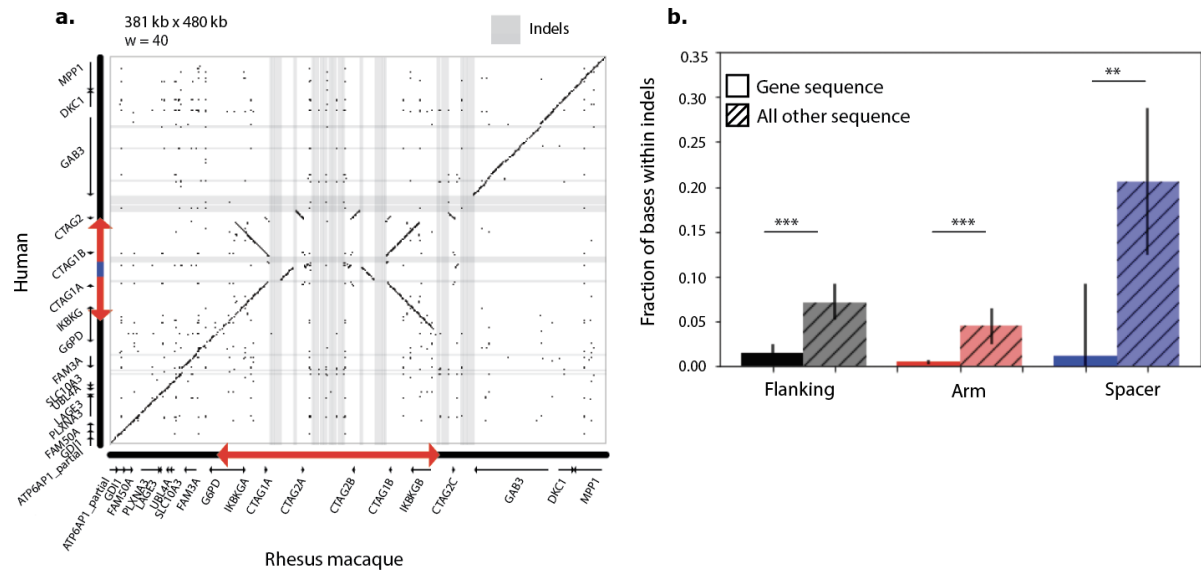 a.
381 kb x 480 kb
w = 40
Indels
Human
MPP1
DKC1
GAB3
CTAG2
CTAG1B
CTAG1A
IKBKG
G6PD
FAM3A
SLC10A3
UBL4A
LAGE3
PLXNA3
FAM50A
GDI1
ATP6AP1_partial
ATP6AP1_partial
GDI1
FAM50A
PLXNA3
LAGE3
UBL4A
SLC10A3
FAM3A
G6PD
IKBKGA
CTAG1A
CTAG2A
CTAG2B
CTAG1B
IKBKGB
CTAG2C
GAB3
DKC1
MPP1
Rhesus macaque
b.
Fraction of bases within indels
0.35
0.30
0.25
0.20
0.15
0.10
0.05
0.00
Gene sequence
All other sequence
***
***
**
Flanking
Arm
Spacer